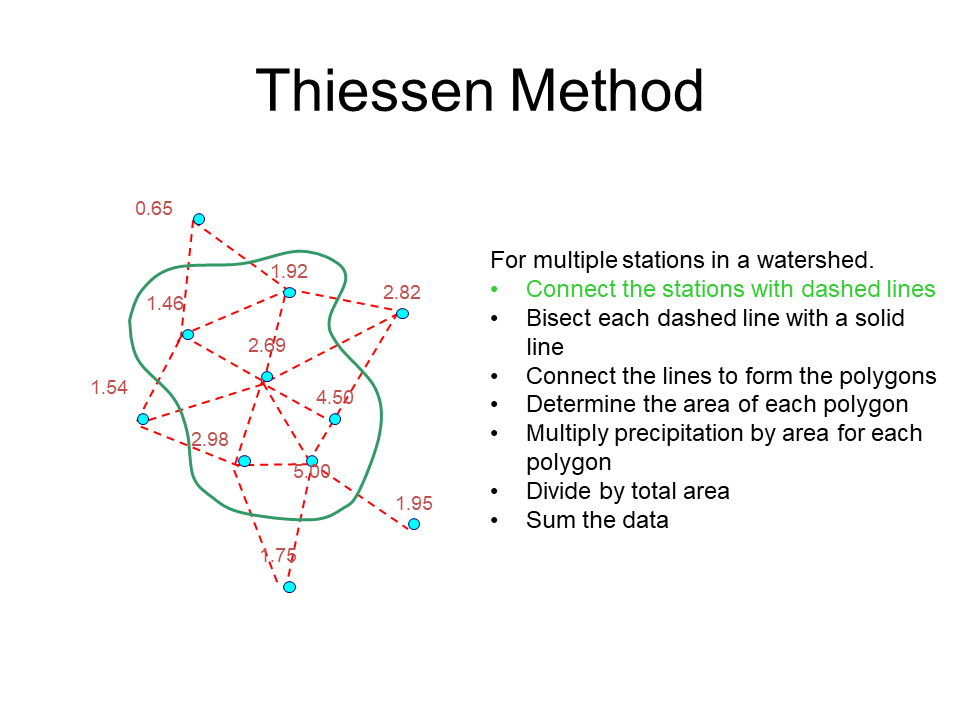 Thiessen Method
0.65
1.92
2.82
1.46
2.69
1.54
4.50
2.98
5.00
1.95
1.75
For multiple stations in a watershed.
• Connect the stations with dashed lines
• Bisect each dashed line with a solid
line
• Connect the lines to form the polygons
• Determine the area of each polygon
• Multiply precipitation by area for each
polygon
• Divide by total area
• Sum the data